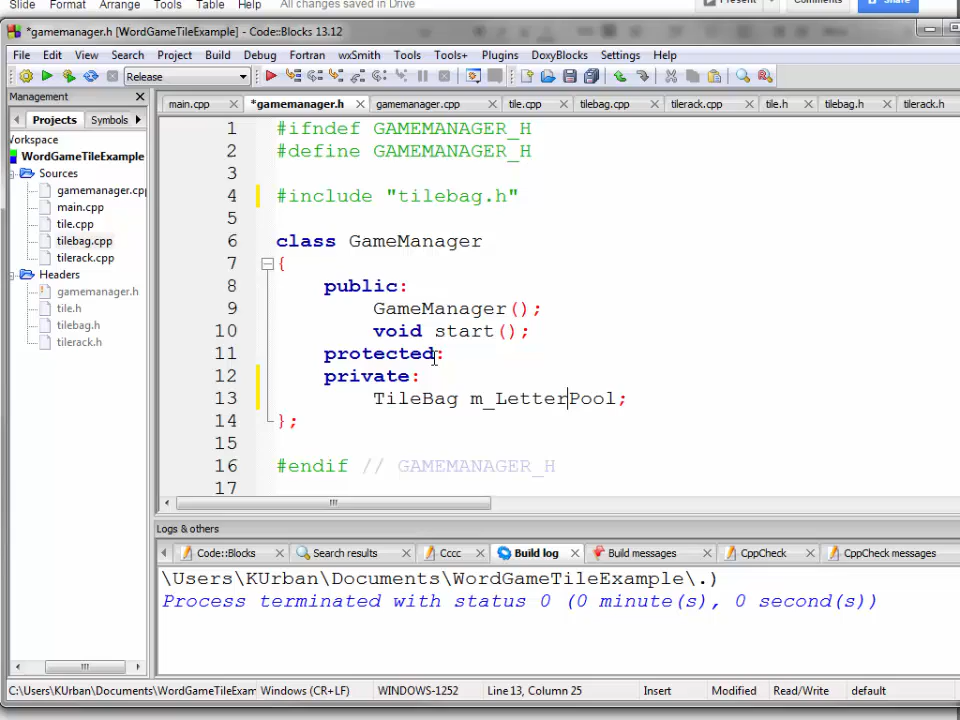 Slide Format Arrange Tools Table Help All changes saved in Drive Present Comments Share
*gamemanager.h [WordGameTileExample] - Code::Blocks 13.12
File Edit View Search Project Build Debug Fortran wxSmith Tools Tools+ Plugins DoxyBlocks Settings Help
Release
Management
main.cpp *gamemanager.h gamemanager.cpp tile.cpp tilebag.cpp tilerack.cpp tile.h tilebag.h tilerack.h
Projects Symbols
Workspace
WordGameTileExample
Sources
gamemanager.cpp
main.cpp
tile.cpp
tilebag.cpp
tilerack.cpp
Headers
gamemanager.h
tile.h
tilebag.h
tilerack.h
1 #ifndef GAMEMANAGER_H
2 #define GAMEMANAGER_H
3
4 #include "tilebag.h"
5
6 class GameManager
7 {
8 public:
9 GameManager();
10 void start();
11 protected:
12 private:
13 TileBag m_LetterPool;
14 };
15
16 #endif // GAMEMANAGER_H
17
Logs & others
Code::Blocks Search results Cccc Build log Build messages CppCheck CppCheck messages
\Users\KUrban\Documents\WordGameTileExample\.)
Process terminated with status 0 (0 minute(s), 0 second(s))
C:\Users\KUrban\Documents\WordGameTileExam Windows (CR+LF) WINDOWS-1252 Line 13, Column 25 Insert Modified Read/Write default